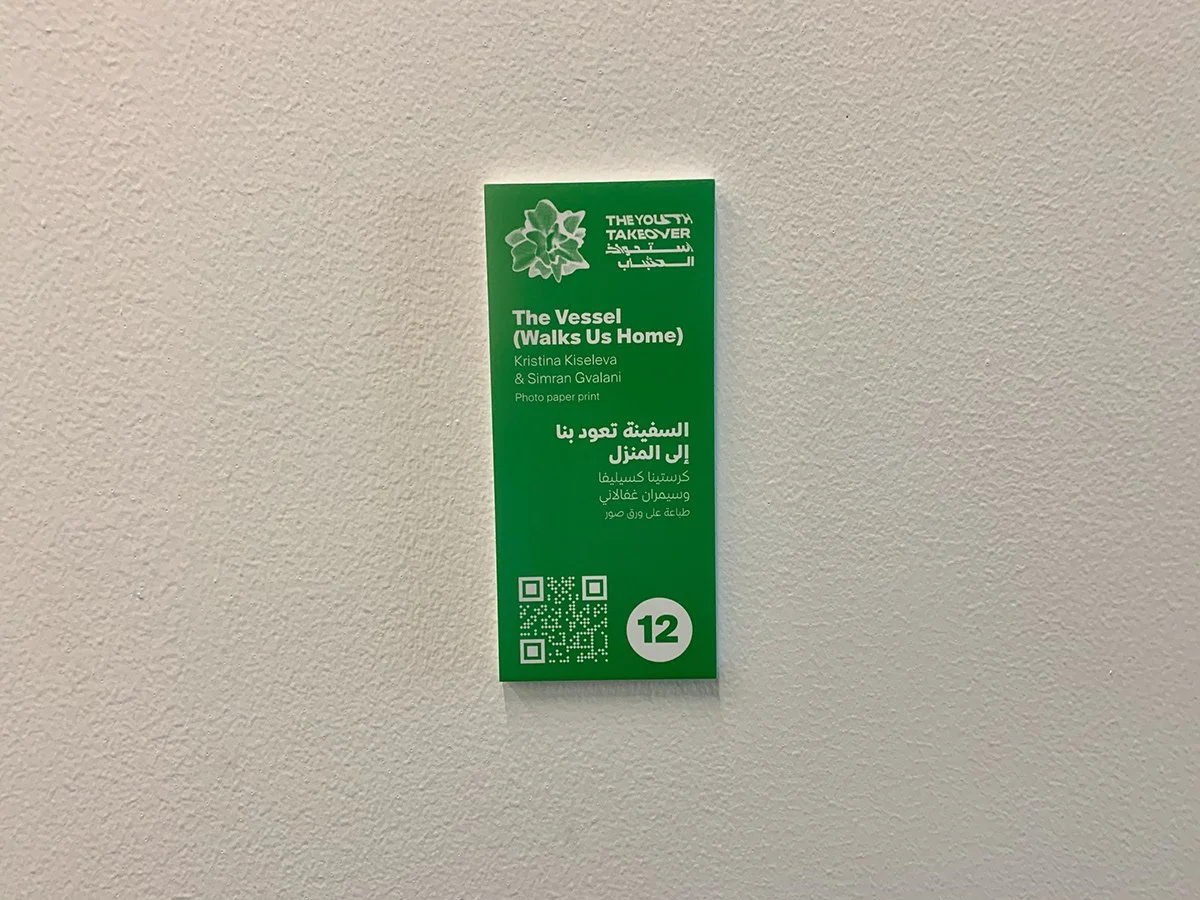 THE YOUTH
TAKEOVER
استحواذ
الشباب
The Vessel
(Walks Us Home)
Kristina Kiseleva
& Simran Gvalani
Photo paper print
السفينة تعود بنا
إلى المنزل
كرستينا كسيليفا
وسيمران غفالاني
طباعة على ورق صور
12